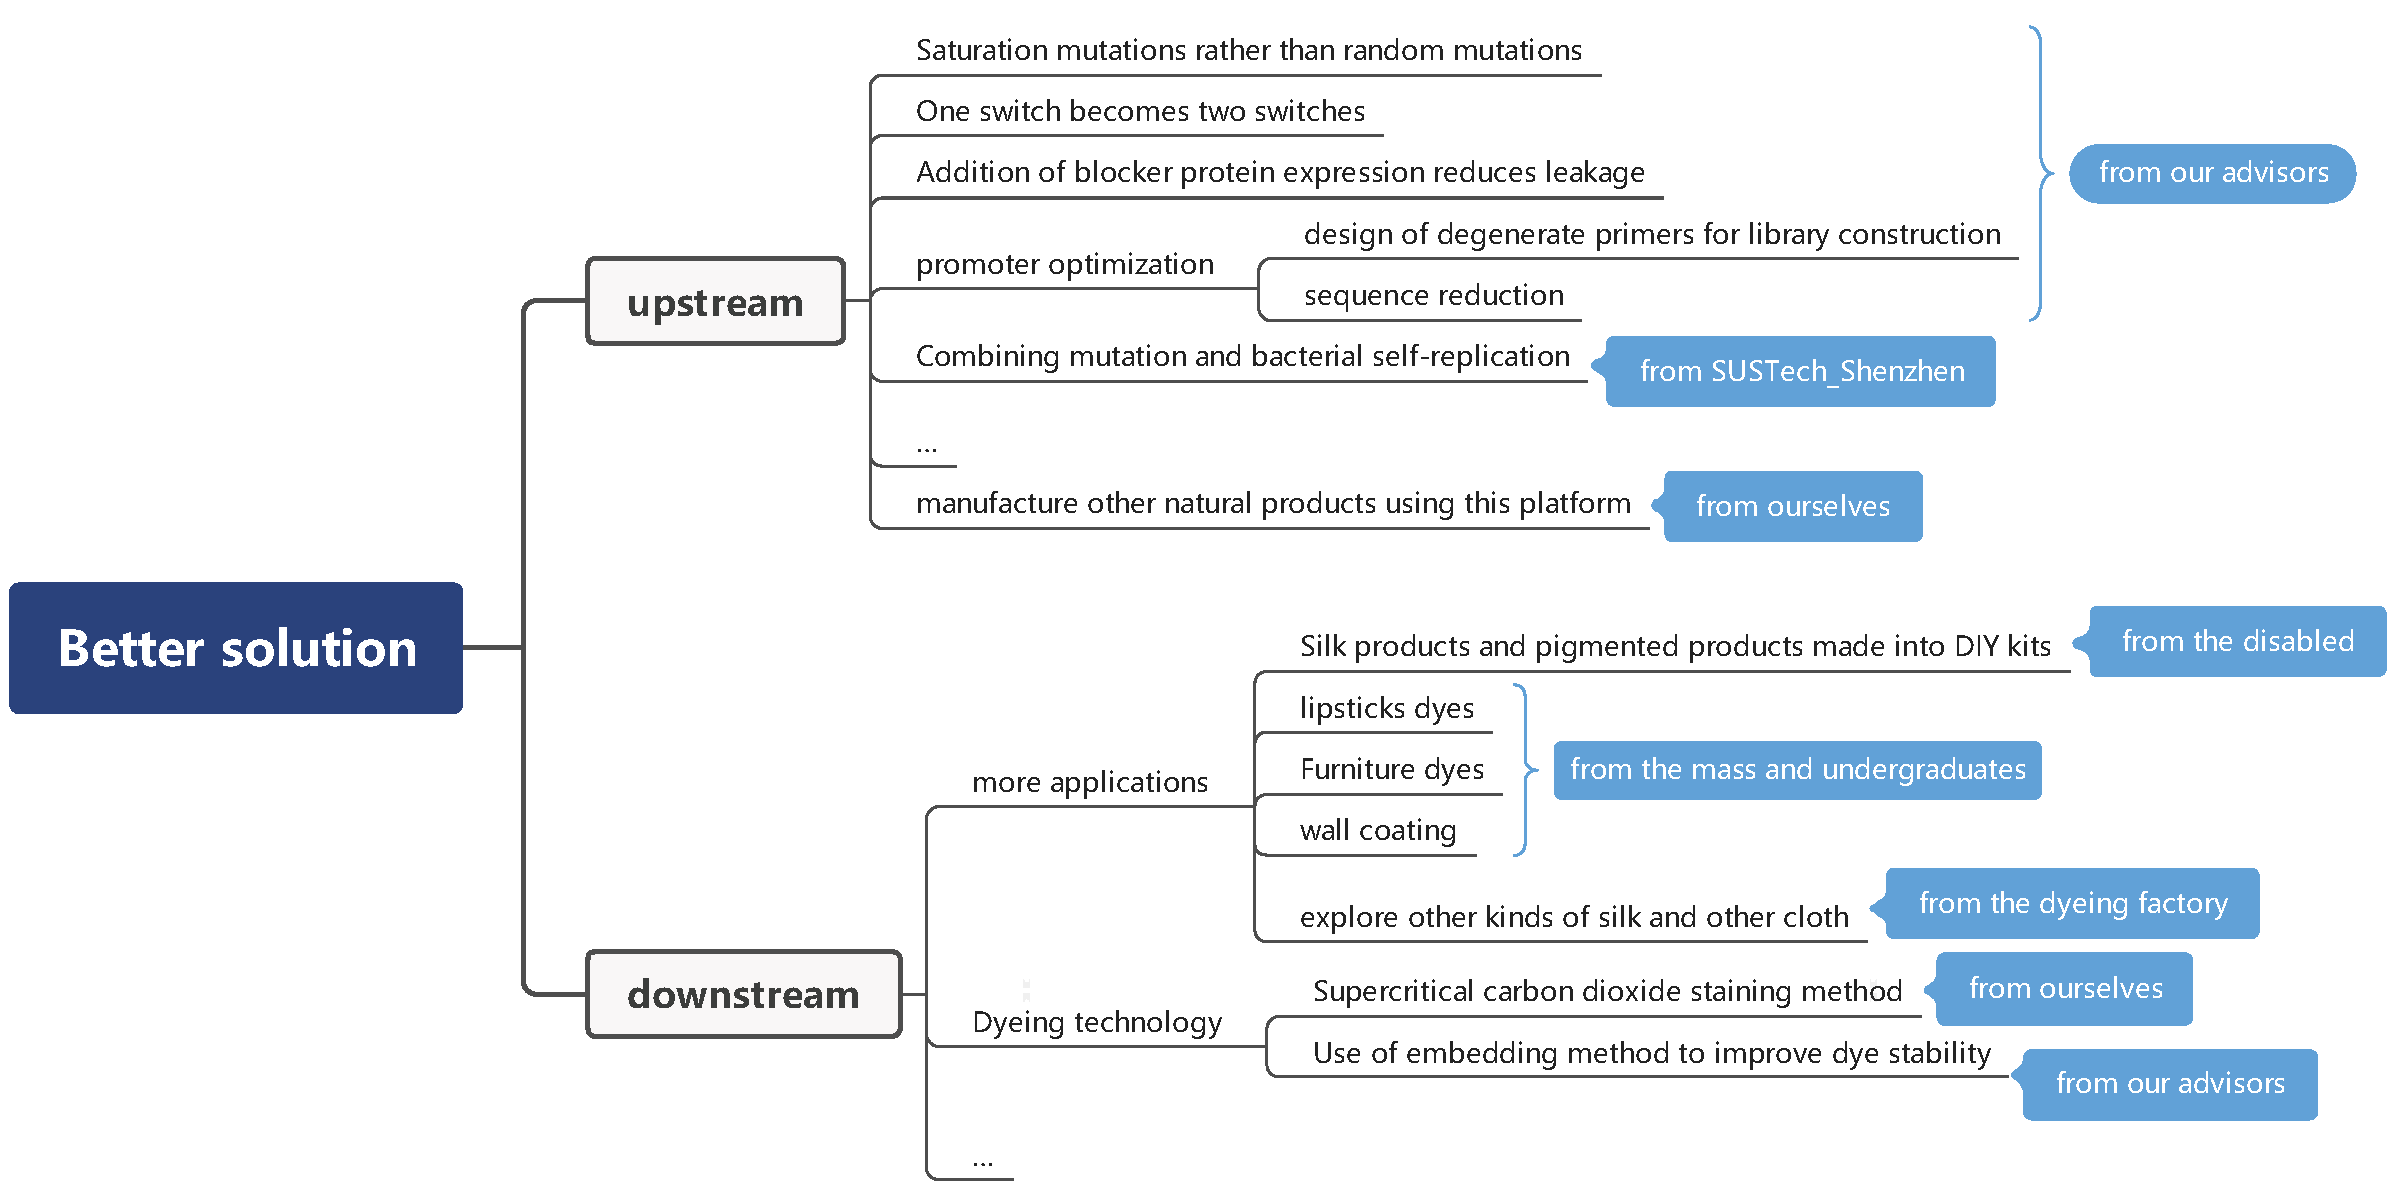 Better solution
upstream
Saturation mutations rather than random mutations
One switch becomes two switches
Addition of blocker protein expression reduces leakage
promoter optimization
design of degenerate primers for library construction
sequence reduction
from our advisors
Combining mutation and bacterial self-replication
from SUSTech_Shenzhen
...
manufacture other natural products using this platform
from ourselves
downstream
more applications
Silk products and pigmented products made into DIY kits
from the disabled
lipsticks dyes
Furniture dyes
wall coating
from the mass and undergraduates
explore other kinds of silk and other cloth
from the dyeing factory
Dyeing technology
Supercritical carbon dioxide staining method
from ourselves
Use of embedding method to improve dye stability
from our advisors
...